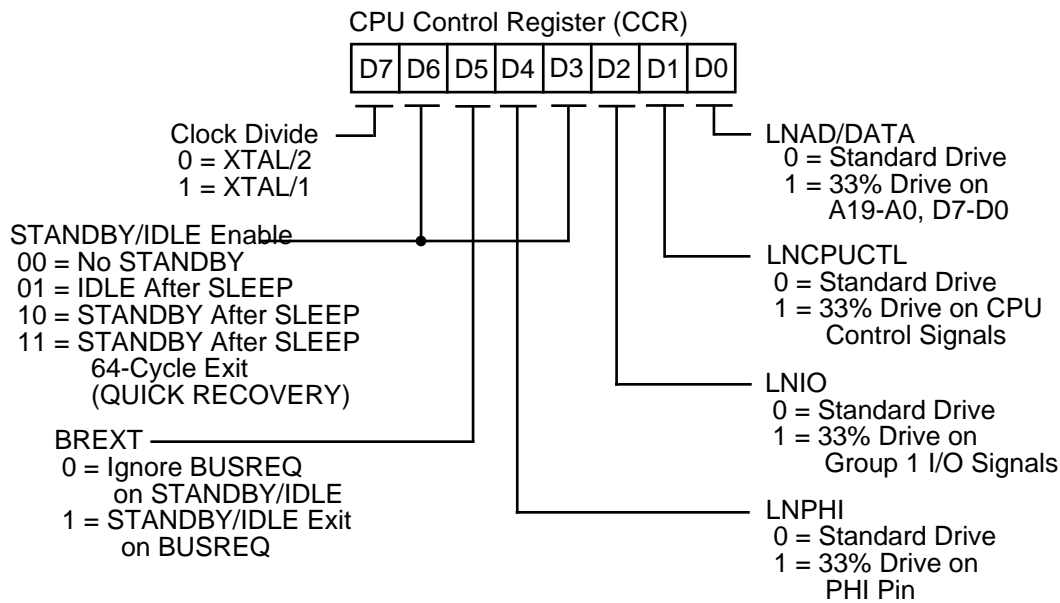 CPU Control Register (CCR)
D7 D6 D5 D4 D3 D2 D1 D0
Clock Divide
0 = XTAL/2
1 = XTAL/1
STANDBY/IDLE Enable
00 = No STANDBY
01 = IDLE After SLEEP
10 = STANDBY After SLEEP
11 = STANDBY After SLEEP
64-Cycle Exit
(QUICK RECOVERY)
BREXT
0 = Ignore BUSREQ
on STANDBY/IDLE
1 = STANDBY/IDLE Exit
on BUSREQ
LNAD/DATA
0 = Standard Drive
1 = 33% Drive on
A19-A0, D7-D0
LNCPUCTL
0 = Standard Drive
1 = 33% Drive on CPU
Control Signals
LNIO
0 = Standard Drive
1 = 33% Drive on
Group 1 I/O Signals
LNPHI
0 = Standard Drive
1 = 33% Drive on
PHI Pin